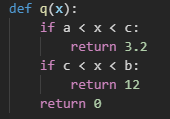 def q(x):
    if a < x < c:
        return 3.2
    if c < x < b:
        return 12
    return 0